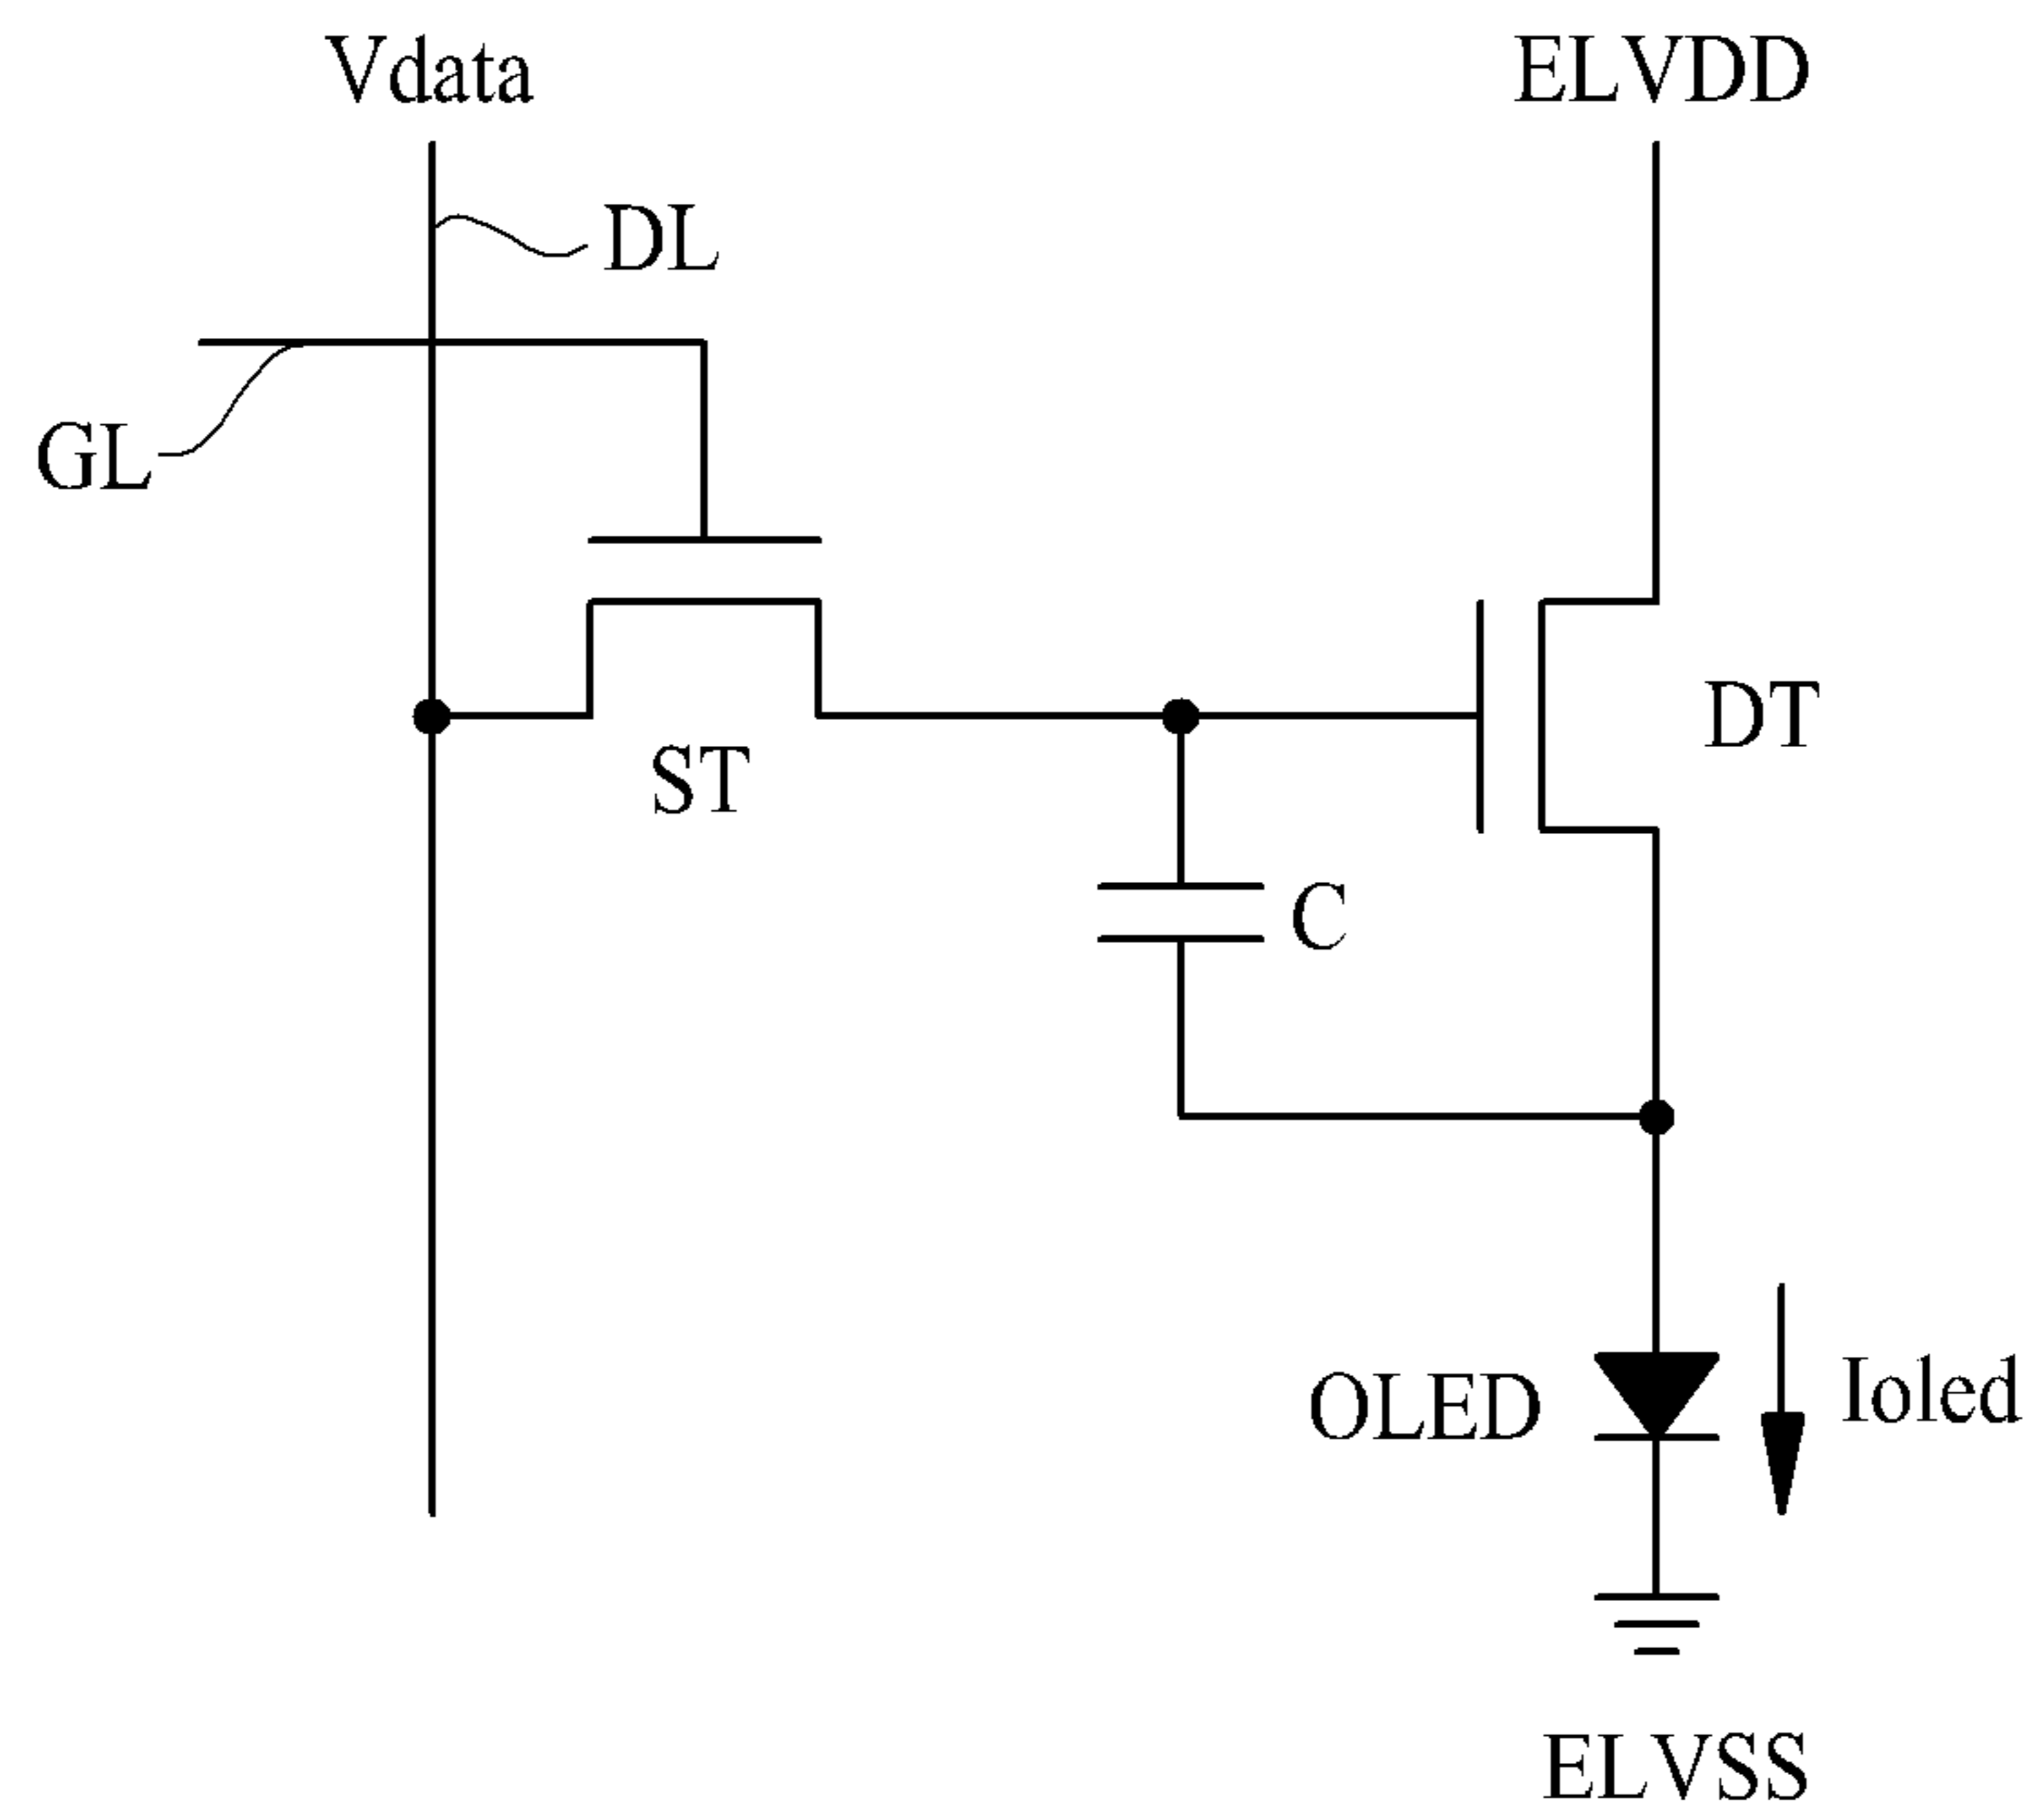 Vdata
ELVDD
DL
GL
DT
ST
C
OLED
Ioled
ELVSS